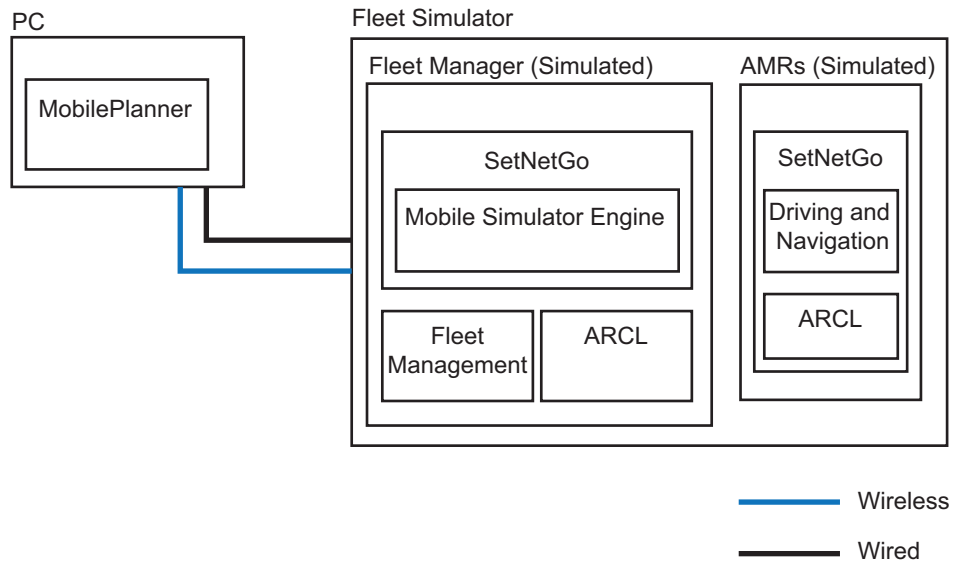 PC
MobilePlanner
Fleet Simulator
Fleet Manager (Simulated)
SetNetGo
Mobile Simulator Engine
Fleet
Management
ARCL
AMRs (Simulated)
SetNetGo
Driving and
Navigation
ARCL
Wireless
Wired